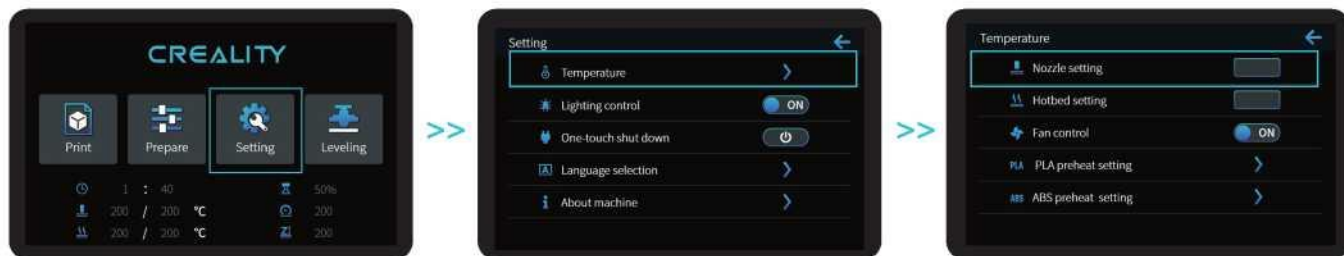 CREALITY
Print Prepare Setting Leveling
1 : 40 50%
200 / 200 °C 200
200 / 200 °C 200
>>
Setting
Temperature
Lighting control ON
One-touch shut down
Language selection
About machine
>>
Temperature
Nozzle setting
Hotbed setting
Fan control ON
PLA PLA preheat setting
ABS ABS preheat setting